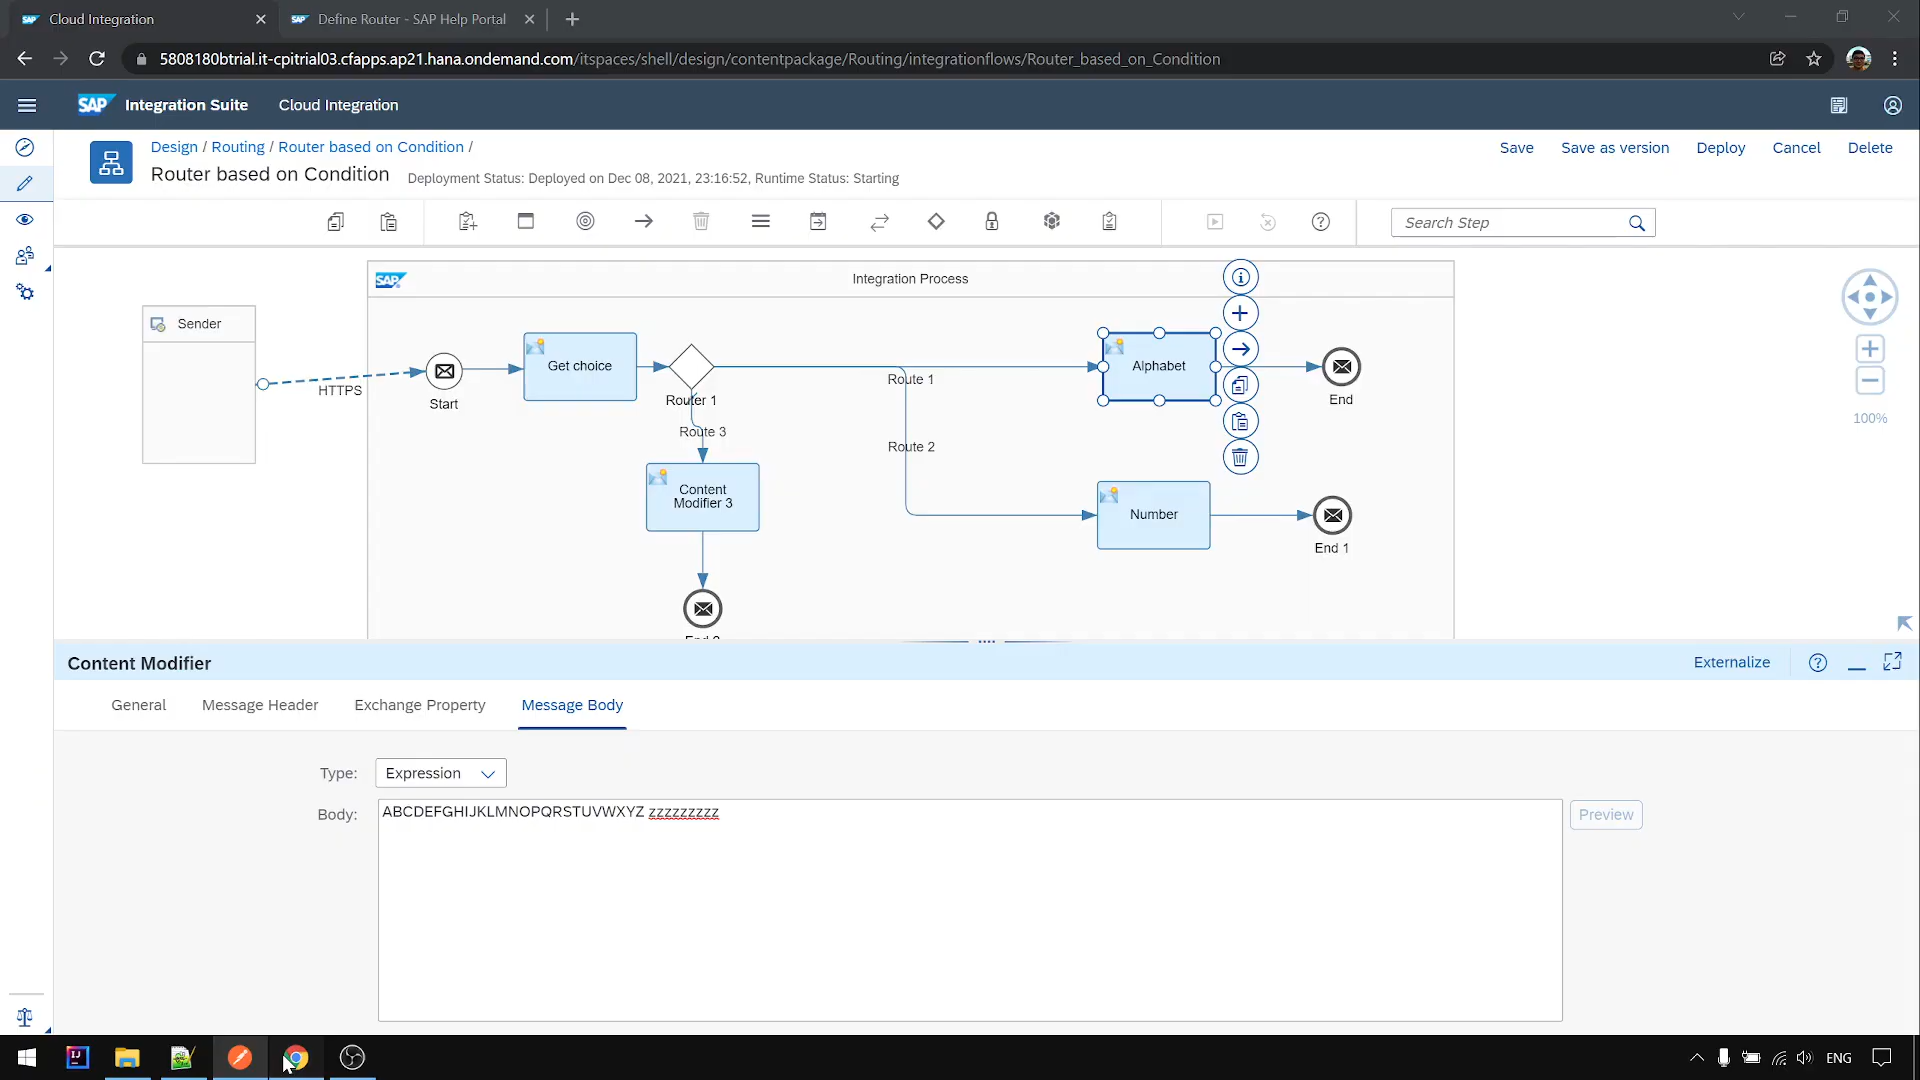 Cloud Integration
Define Router - SAP Help Portal
5808180btrial.it-cpitrial03.cfapps.ap21.hana.ondemand.com/itspaces/shell/design/contentpackage/Routing/integrationflows/Router_based_on_Condition
SAP Integration Suite Cloud Integration
Design / Routing / Router based on Condition /
Save Save as version Deploy Cancel Delete
Router based on Condition Deployment Status: Deployed on Dec 08, 2021, 23:16:52, Runtime Status: Starting
Search Step
SAP Integration Process
Sender
HTTPS
Start
Get choice
Router 1
Route 1
Alphabet
End
Route 3
Route 2
Content
Modifier 3
Number
End 1
100%
Content Modifier
Externalize
General Message Header Exchange Property Message Body
Type: Expression
Body: ABCDEFGHIJKLMNOPQRSTUVWXYZ zzzzzzzzz
Preview
ENG